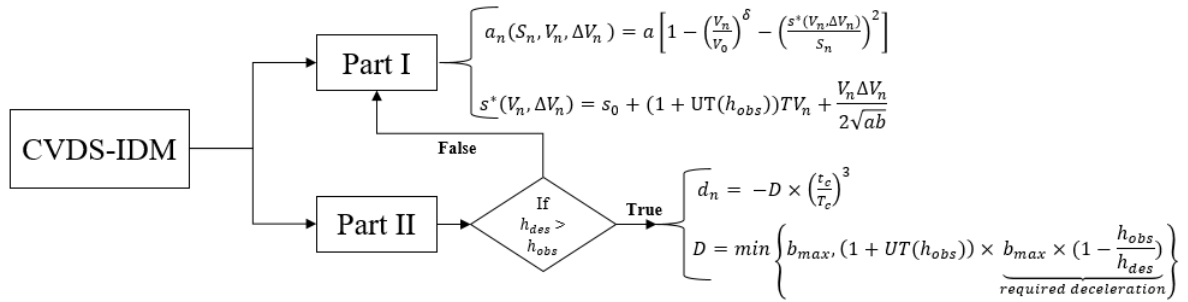 CVDS-IDM
Part I
a_n(S_n, V_n, ΔV_n) = a [1 − (V_n/V_0)^δ − (s*(V_n,ΔV_n)/S_n)^2]
s*(V_n, ΔV_n) = s_0 + (1 + UT(h_obs))TV_n + V_nΔV_n/2√ab
False
Part II
If
h_des >
h_obs
True
d_n = −D × (t_c/T_c)^3
D = min {b_max, (1 + UT(h_obs)) × b_max × (1 − h_obs/h_des)}
required deceleration